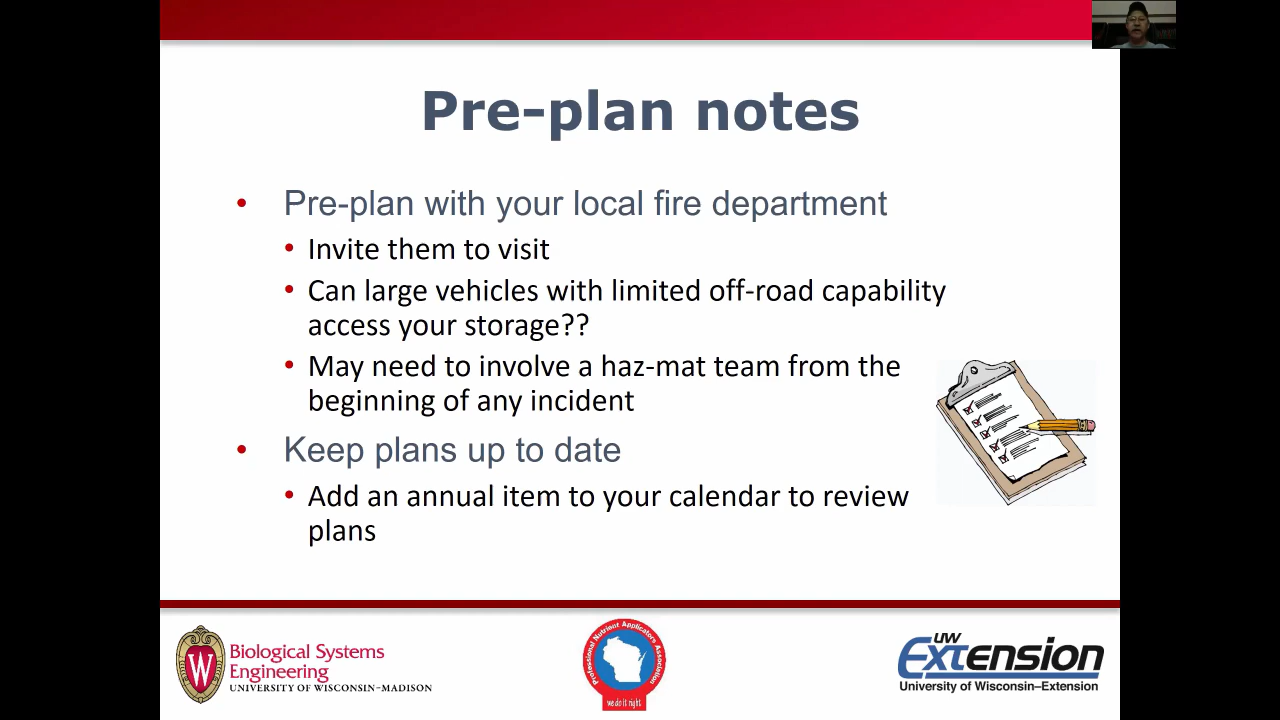 Pre-plan notes
• Pre-plan with your local fire department
• Invite them to visit
• Can large vehicles with limited off-road capability
access your storage??
• May need to involve a haz-mat team from the
beginning of any incident
• Keep plans up to date
• Add an annual item to your calendar to review
plans
W
Biological Systems
Engineering
UNIVERSITY OF WISCONSIN–MADISON
Professional Nutrient Applicators Association
we do it right
UW
Extension
University of Wisconsin–Extension